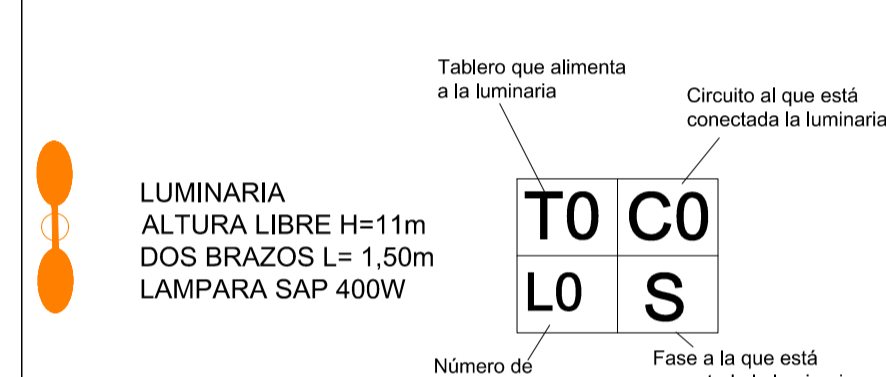 Tablero que alimenta
a la luminaria
Circuito al que está
conectada la luminaria
LUMINARIA
ALTURA LIBRE H=11m
DOS BRAZOS L= 1,50m
LAMPARA SAP 400W
T0 C0
L0 S
Número de
Fase a la que está